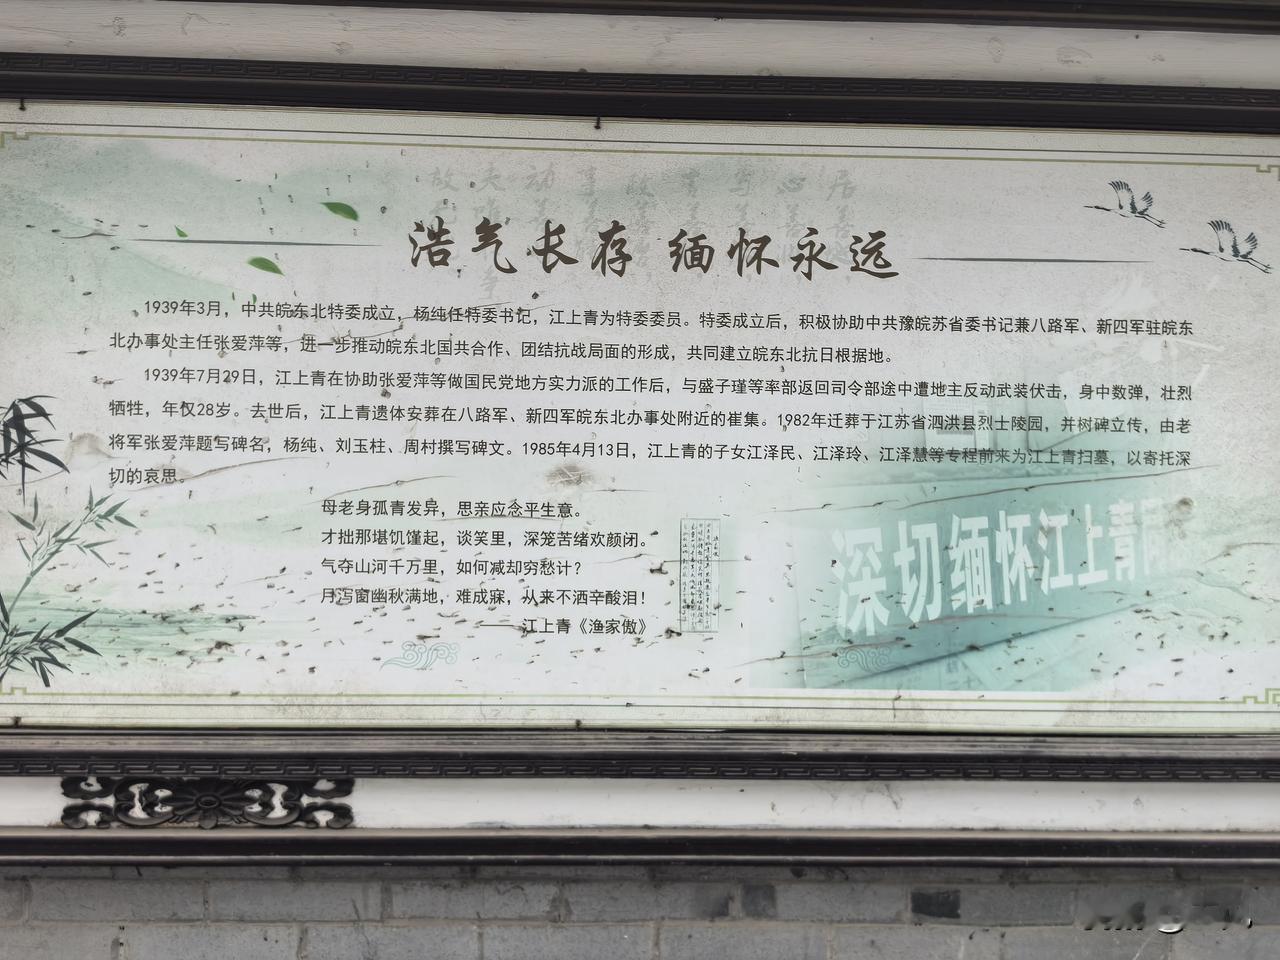 浩气长存 缅怀永远
1939年3月，中共皖东北特委成立，杨纯任特委书记，江上青为特委委员。特委成立后，积极协助中共豫皖苏省委书记兼八路军、新四军驻皖东
北办事处主任张爱萍等，进一步推动皖东北国共合作、团结抗战局面的形成，共同建立皖东北抗日根据地。
1939年7月29日，江上青在协助张爱萍等做国民党地方实力派的工作后，与盛子瑾等率部返回司令部途中遭地主反动武装伏击，身中数弹，壮烈
牺牲，年仅28岁。去世后，江上青遗体安葬在八路军、新四军皖东北办事处附近的崔集。1982年迁葬于江苏省泗洪县烈士陵园，并树碑立传，由老
将军张爱萍题写碑名，杨纯、刘玉柱、周村撰写碑文。1985年4月13日，江上青的子女江泽民、江泽玲、江泽慧等专程前来为江上青扫墓，以寄托深
切的哀思。
母老身孤青发异，思亲应念平生意。
才拙那堪饥馑起，谈笑里，深笼苦绪欢颜闭。
气夺山河千万里，如何减却穷愁计？
月泻窗幽秋满地，难成寐，从来不洒辛酸泪！
——江上青《渔家傲》
深切缅怀江上青同